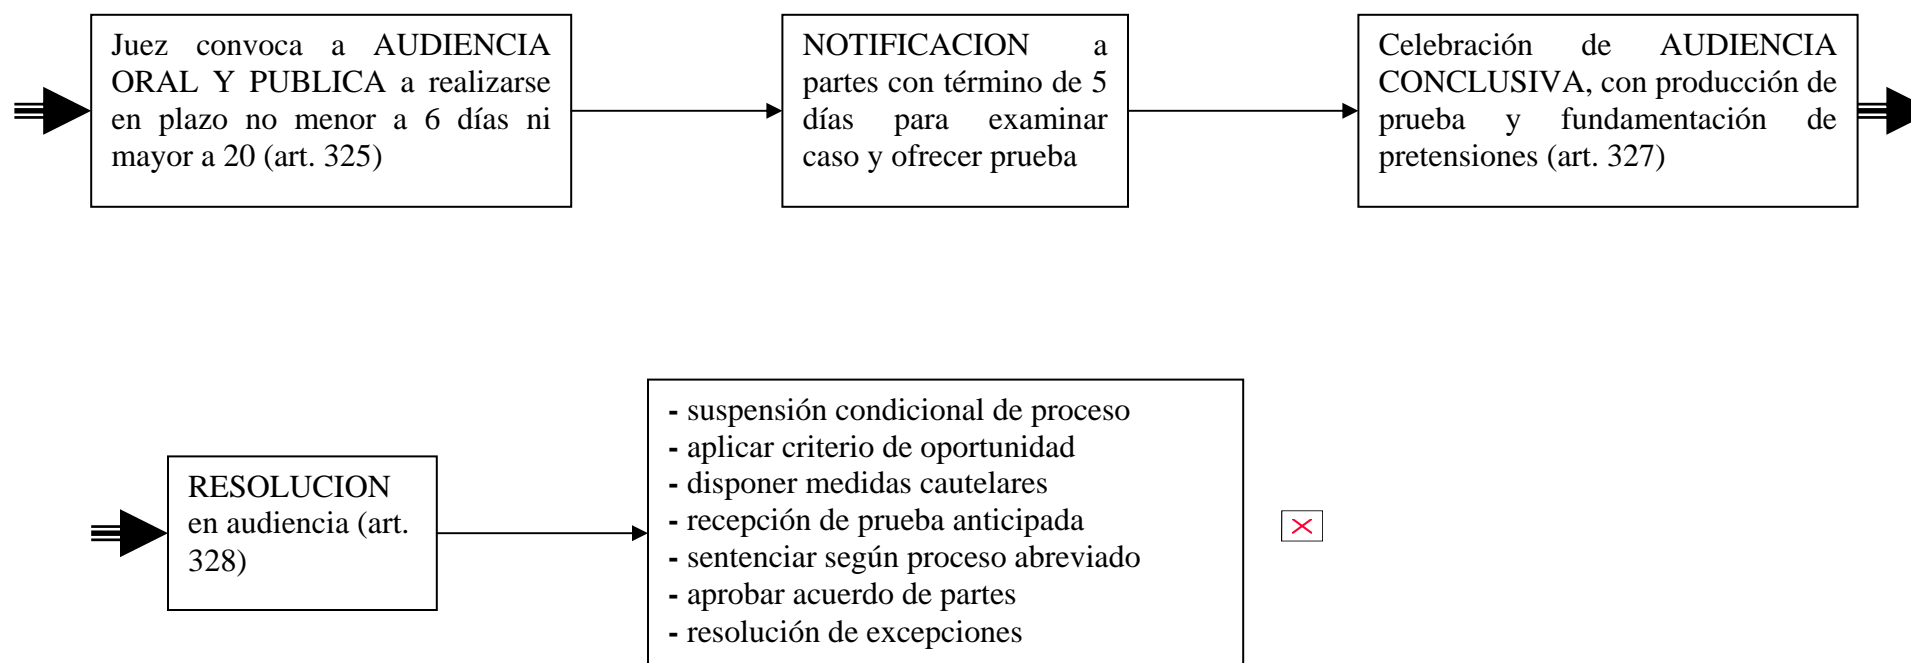 Juez convoca a AUDIENCIA
ORAL Y PUBLICA a realizarse
en plazo no menor a 6 días ni
mayor a 20 (art. 325)
NOTIFICACION a
partes con término de 5
días para examinar
caso y ofrecer prueba
Celebración de AUDIENCIA
CONCLUSIVA, con producción de
prueba y fundamentación de
pretensiones (art. 327)
RESOLUCION
en audiencia (art.
328)
- suspensión condicional de proceso
- aplicar criterio de oportunidad
- disponer medidas cautelares
- recepción de prueba anticipada
- sentenciar según proceso abreviado
- aprobar acuerdo de partes
- resolución de excepciones